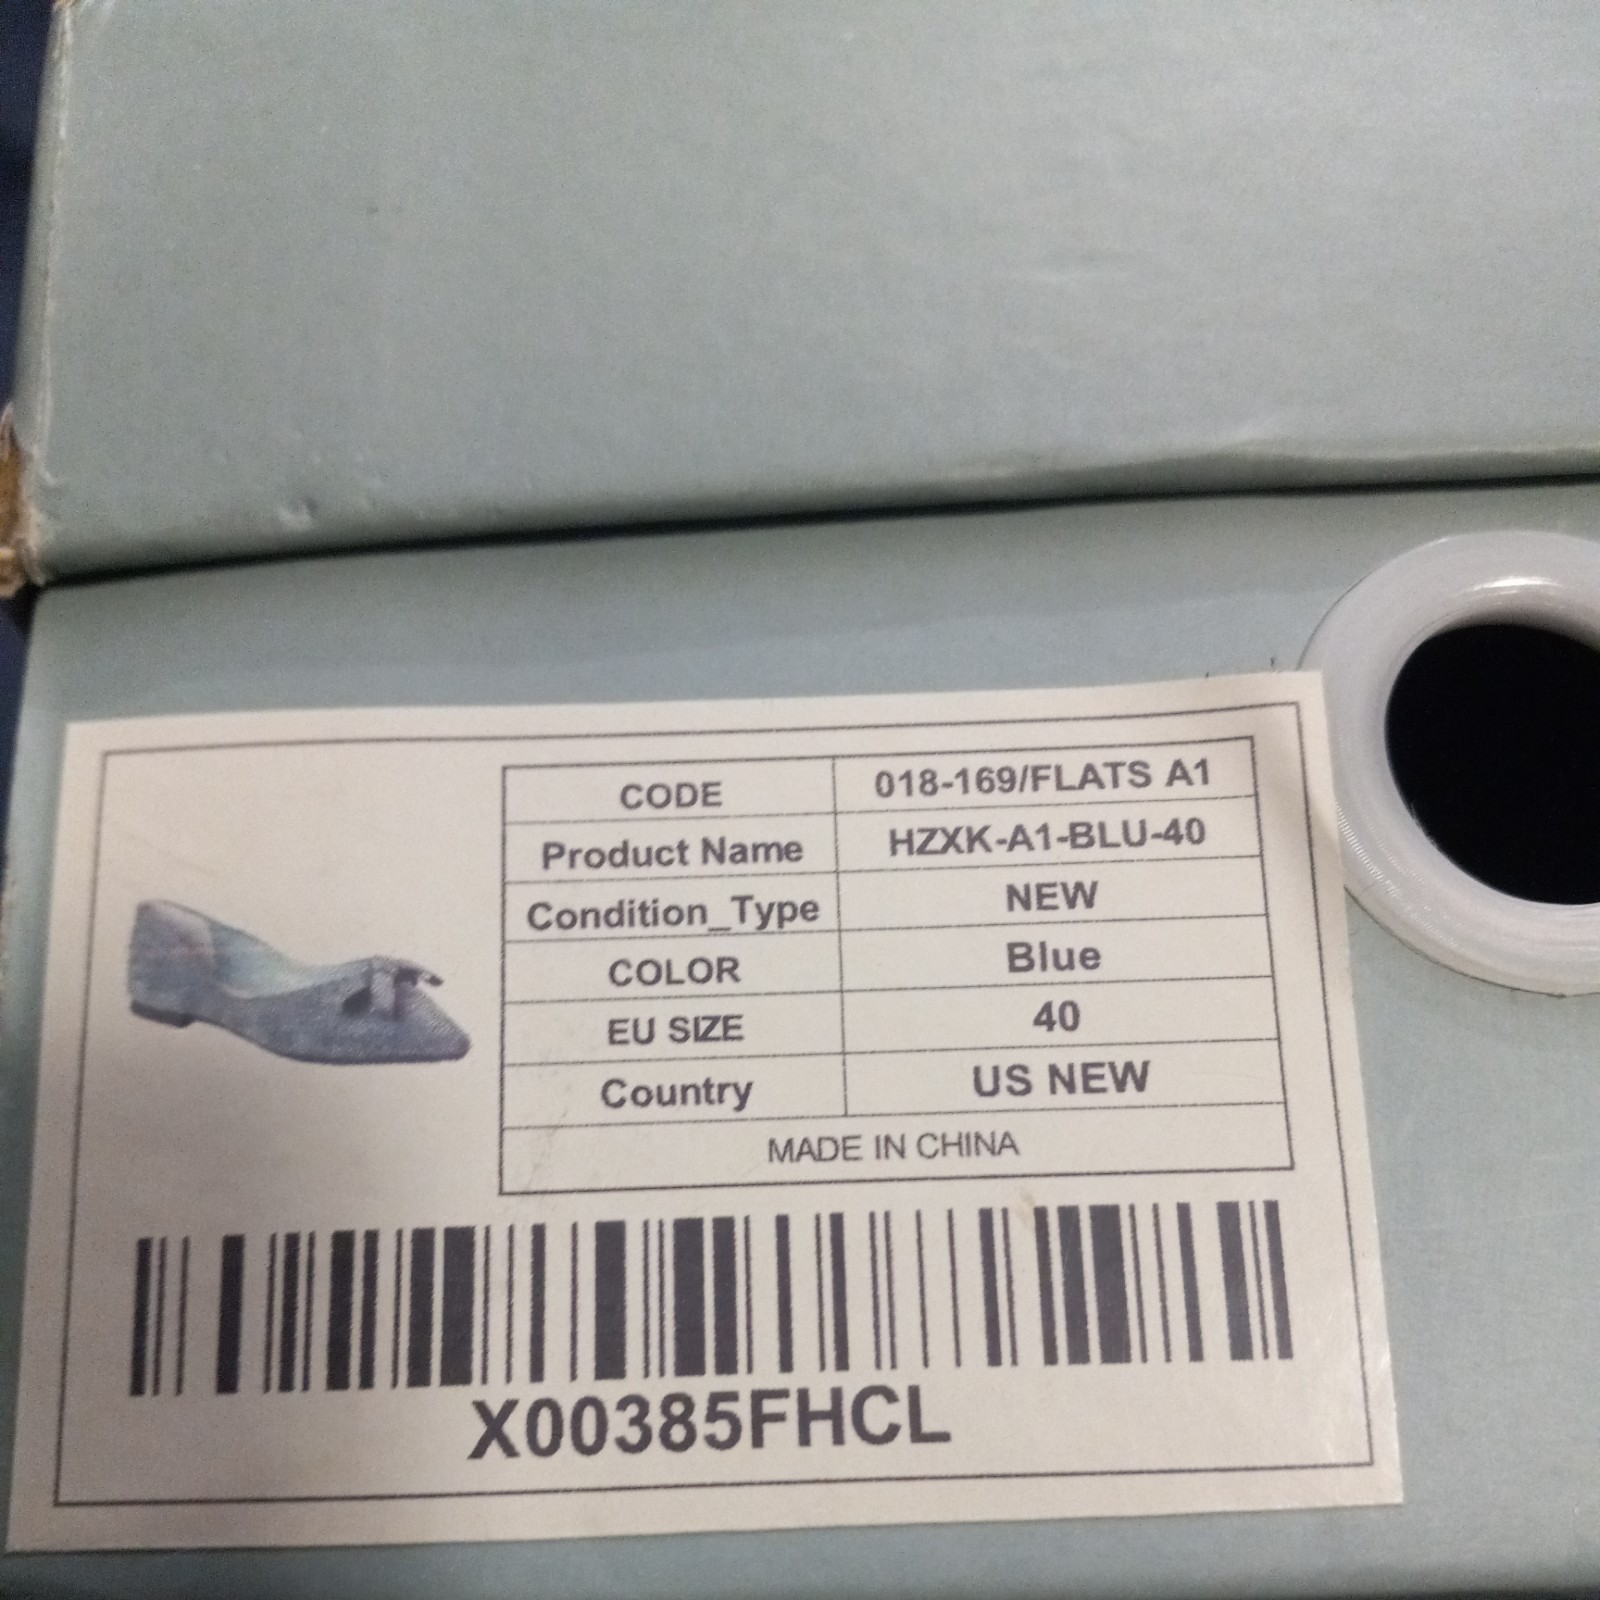 CODE 018-169/FLATS A1
Product Name HZXK-A1-BLU-40
Condition_Type NEW
COLOR Blue
EU SIZE 40
Country US NEW
MADE IN CHINA
X00385FHCL